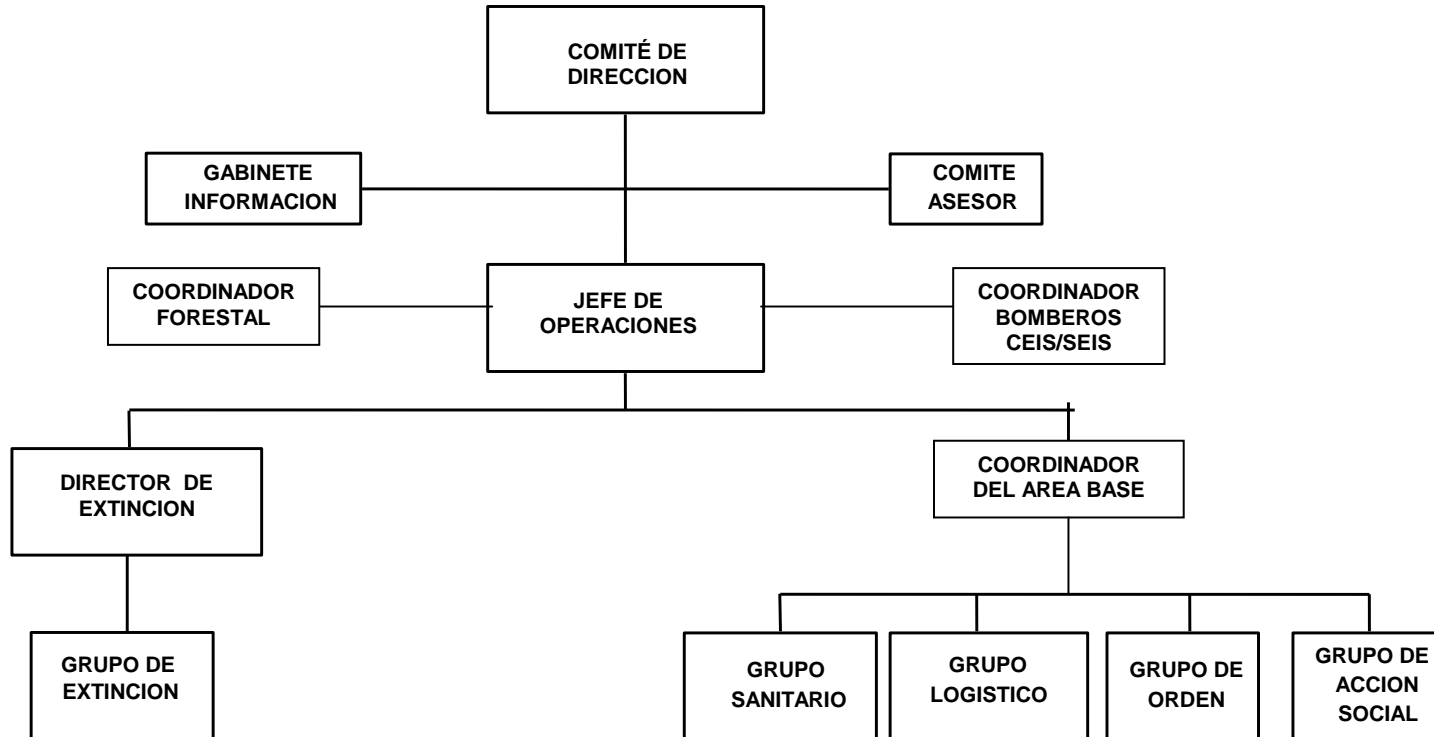 COMITÉ DE
DIRECCION
GABINETE
INFORMACION
COMITE
ASESOR
COORDINADOR
FORESTAL
JEFE DE
OPERACIONES
COORDINADOR
BOMBEROS
CEIS/SEIS
DIRECTOR DE
EXTINCION
COORDINADOR
DEL AREA BASE
GRUPO DE
EXTINCION
GRUPO
SANITARIO
GRUPO
LOGISTICO
GRUPO DE
ORDEN
GRUPO DE
ACCION
SOCIAL